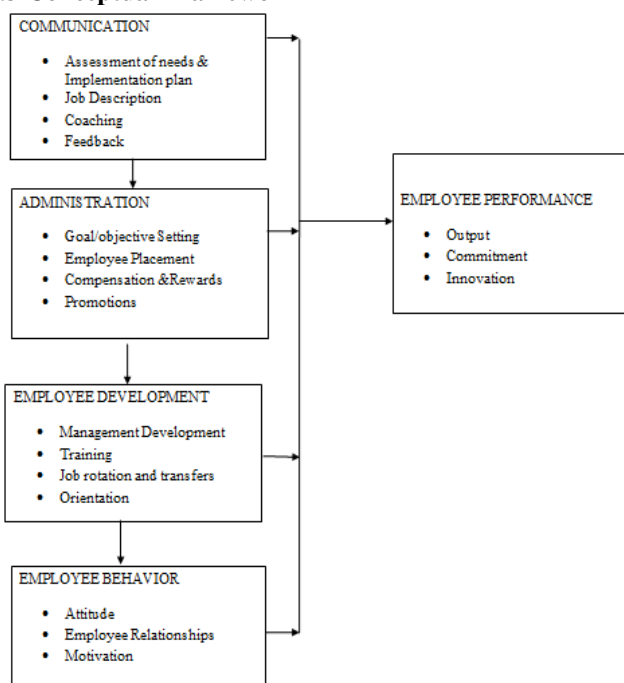 COMMUNICATION
• Assessment of needs &
Implementation plan
• Job Description
• Coaching
• Feedback
ADMINISTRATION
• Goal/objective Setting
• Employee Placement
• Compensation &Rewards
• Promotions
EMPLOYEE DEVELOPMENT
• Management Development
• Training
• Job rotation and transfers
• Orientation
EMPLOYEE BEHAVIOR
• Attitude
• Employee Relationships
• Motivation
EMPLOYEE PERFORMANCE
• Output
• Commitment
• Innovation